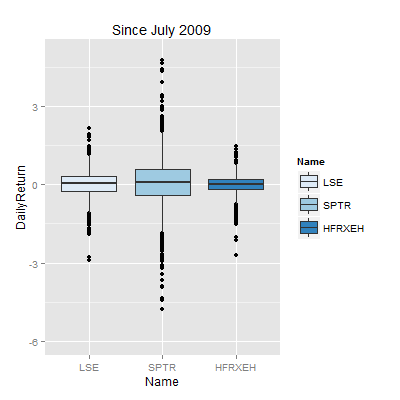 Since July 2009
DailyReturn
3
0
-3
-6
LSE
SPTR
HFRXEH
Name
Name
LSE
SPTR
HFRXEH